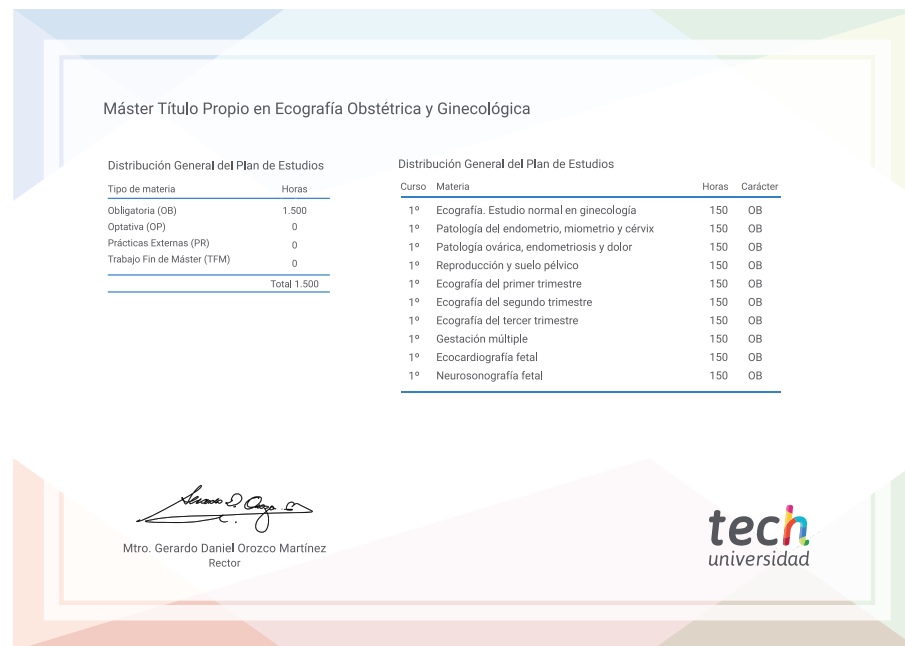 Máster Título Propio en Ecografía Obstétrica y Ginecológica
Distribución General del Plan de Estudios
Tipo de materia Horas
Obligatoria (OB) 1.500
Optativa (OP) 0
Prácticas Externas (PR) 0
Trabajo Fin de Máster (TFM) 0
Total 1.500
Distribución General del Plan de Estudios
Curso Materia Horas Carácter
1º Ecografía. Estudio normal en ginecología 150 OB
1º Patología del endometrio, miometrio y cérvix 150 OB
1º Patología ovárica, endometriosis y dolor 150 OB
1º Reproducción y suelo pélvico 150 OB
1º Ecografía del primer trimestre 150 OB
1º Ecografía del segundo trimestre 150 OB
1º Ecografía del tercer trimestre 150 OB
1º Gestación múltiple 150 OB
1º Ecocardiografía fetal 150 OB
1º Neurosonografía fetal 150 OB
Mtro. Gerardo Daniel Orozco Martínez
Rector
tech
universidad